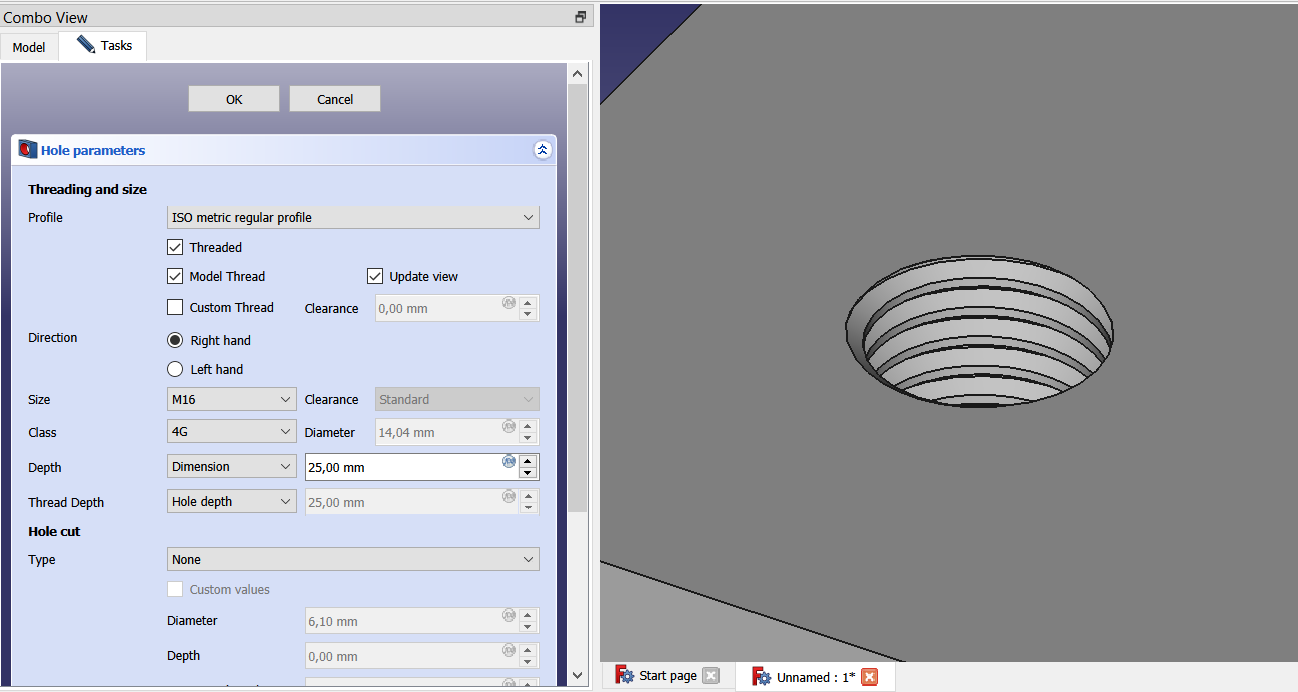 Combo View
Model Tasks
OK Cancel
Hole parameters
Threading and size
Profile ISO metric regular profile
Threaded
Model Thread Update view
Custom Thread Clearance 0,00 mm
Direction Right hand
Left hand
Size M16 Clearance Standard
Class 4G Diameter 14,04 mm
Depth Dimension 25,00 mm
Thread Depth Hole depth 25,00 mm
Hole cut
Type None
Custom values
Diameter 6,10 mm
Depth 0,00 mm
Start page Unnamed : 1*